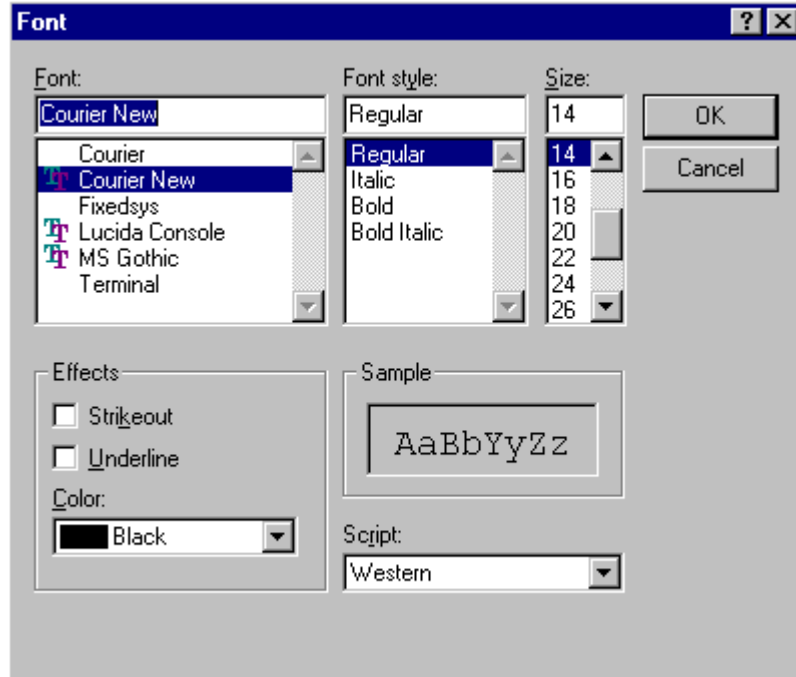 Font
Font:
Courier New
Courier
Courier New
Fixedsys
Lucida Console
MS Gothic
Terminal
Font style:
Regular
Regular
Italic
Bold
Bold Italic
Size:
14
14
16
18
20
22
24
26
OK
Cancel
Effects
Strikeout
Underline
Color:
Black
Sample
AaBbYyZz
Script:
Western